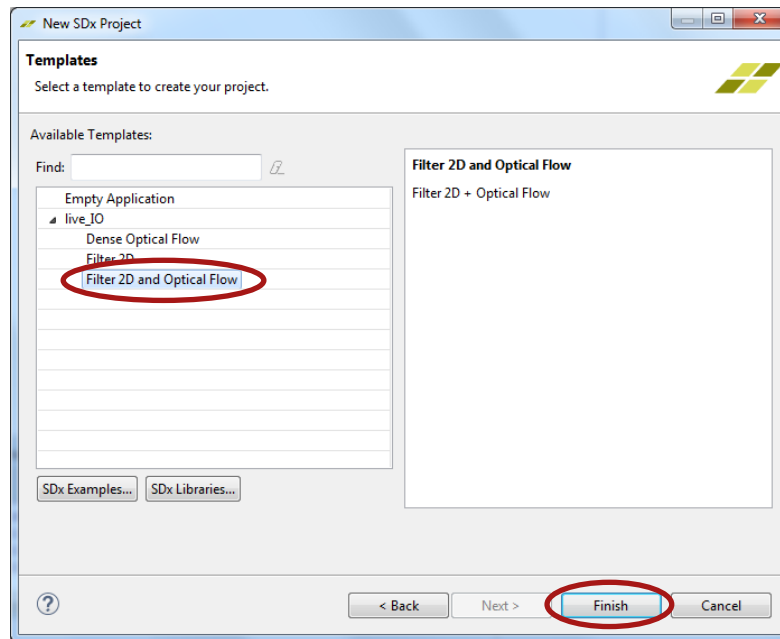 New SDx Project
Templates
Select a template to create your project.
Available Templates:
Find:
Empty Application
live_IO
Dense Optical Flow
Filter 2D
Filter 2D and Optical Flow
SDx Examples...
SDx Libraries...
Filter 2D and Optical Flow
Filter 2D + Optical Flow
?
< Back
Next >
Finish
Cancel